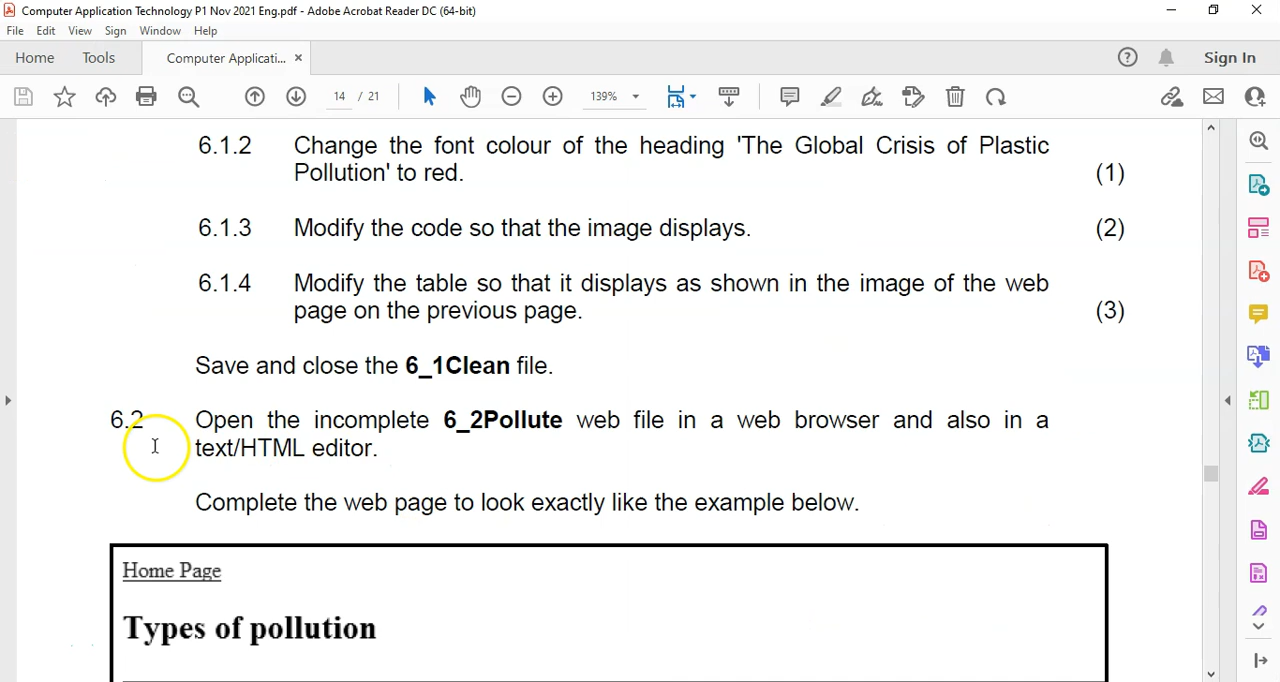 Computer Application Technology P1 Nov 2021 Eng.pdf - Adobe Acrobat Reader DC (64-bit)
File Edit View Sign Window Help
Home Tools Computer Applicati... × Sign In
14 / 21 139%
6.1.2 Change the font colour of the heading 'The Global Crisis of Plastic
Pollution' to red. (1)
6.1.3 Modify the code so that the image displays. (2)
6.1.4 Modify the table so that it displays as shown in the image of the web
page on the previous page. (3)
Save and close the 6_1Clean file.
6.2 Open the incomplete 6_2Pollute web file in a web browser and also in a
text/HTML editor.
Complete the web page to look exactly like the example below.
Home Page
Types of pollution